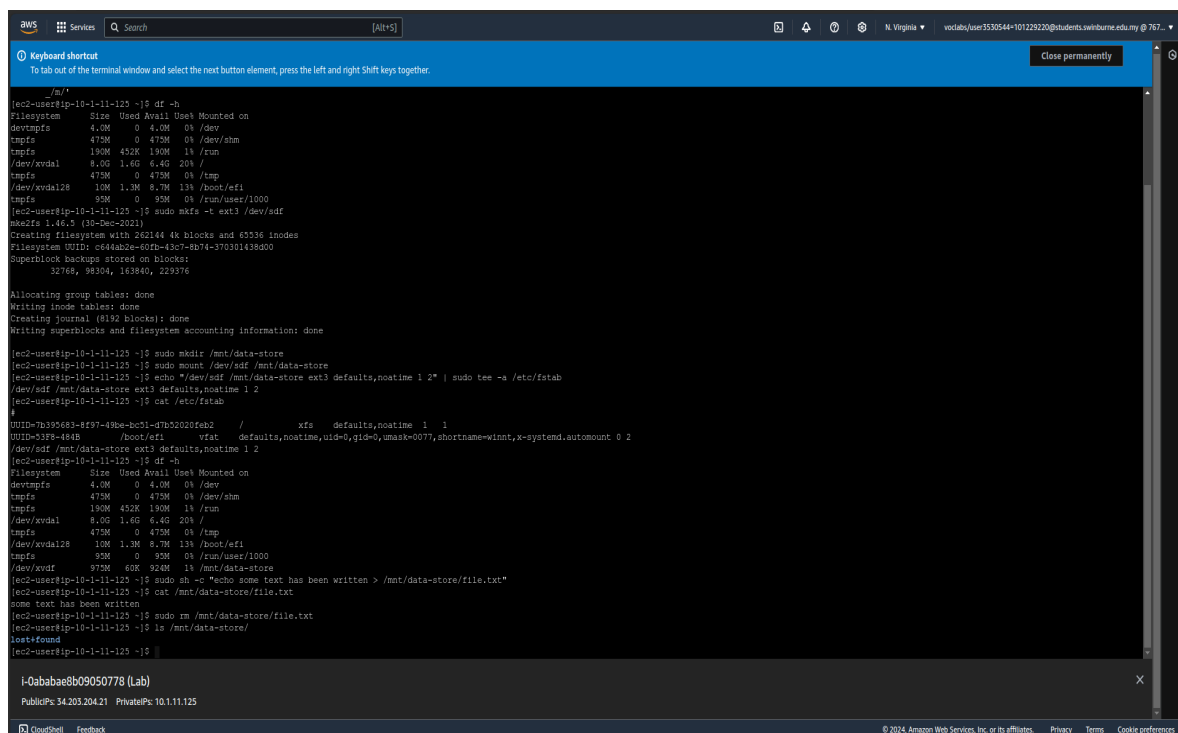 aws Services Search [Alt+S] N. Virginia ▼ voclabs/user3530544=101229220@students.swinburne.edu.my @ 767... ▼
Keyboard shortcut
To tab out of the terminal window and select the next button element, press the left and right Shift keys together.
Close permanently
_/m/'
[ec2-user@ip-10-1-11-125 ~]$ df -h
Filesystem Size Used Avail Use% Mounted on
devtmpfs 4.0M 0 4.0M 0% /dev
tmpfs 475M 0 475M 0% /dev/shm
tmpfs 190M 452K 190M 1% /run
/dev/xvda1 8.0G 1.6G 6.4G 20% /
tmpfs 475M 0 475M 0% /tmp
/dev/xvda128 10M 1.3M 8.7M 13% /boot/efi
tmpfs 95M 0 95M 0% /run/user/1000
[ec2-user@ip-10-1-11-125 ~]$ sudo mkfs -t ext3 /dev/sdf
mke2fs 1.46.5 (30-Dec-2021)
Creating filesystem with 262144 4k blocks and 65536 inodes
Filesystem UUID: c644ab2e-60fb-43c7-8b74-370301438d00
Superblock backups stored on blocks:
32768, 98304, 163840, 229376
Allocating group tables: done
Writing inode tables: done
Creating journal (8192 blocks): done
Writing superblocks and filesystem accounting information: done
[ec2-user@ip-10-1-11-125 ~]$ sudo mkdir /mnt/data-store
[ec2-user@ip-10-1-11-125 ~]$ sudo mount /dev/sdf /mnt/data-store
[ec2-user@ip-10-1-11-125 ~]$ echo "/dev/sdf /mnt/data-store ext3 defaults,noatime 1 2" | sudo tee -a /etc/fstab
/dev/sdf /mnt/data-store ext3 defaults,noatime 1 2
[ec2-user@ip-10-1-11-125 ~]$ cat /etc/fstab
#
UUID=7b395683-8f97-49be-bc51-d7b52020feb2 / xfs defaults,noatime 1 1
UUID=53F8-484B /boot/efi vfat defaults,noatime,uid=0,gid=0,umask=0077,shortname=winnt,x-systemd.automount 0 2
/dev/sdf /mnt/data-store ext3 defaults,noatime 1 2
[ec2-user@ip-10-1-11-125 ~]$ df -h
Filesystem Size Used Avail Use% Mounted on
devtmpfs 4.0M 0 4.0M 0% /dev
tmpfs 475M 0 475M 0% /dev/shm
tmpfs 190M 452K 190M 1% /run
/dev/xvda1 8.0G 1.6G 6.4G 20% /
tmpfs 475M 0 475M 0% /tmp
/dev/xvda128 10M 1.3M 8.7M 13% /boot/efi
tmpfs 95M 0 95M 0% /run/user/1000
/dev/xvdf 975M 60K 924M 1% /mnt/data-store
[ec2-user@ip-10-1-11-125 ~]$ sudo sh -c "echo some text has been written > /mnt/data-store/file.txt"
[ec2-user@ip-10-1-11-125 ~]$ cat /mnt/data-store/file.txt
some text has been written
[ec2-user@ip-10-1-11-125 ~]$ sudo rm /mnt/data-store/file.txt
[ec2-user@ip-10-1-11-125 ~]$ ls /mnt/data-store/
lost+found
[ec2-user@ip-10-1-11-125 ~]$
i-0ababae8b09050778 (Lab)
PublicIPs: 34.203.204.21 PrivateIPs: 10.1.11.125
CloudShell Feedback © 2024, Amazon Web Services, Inc. or its affiliates. Privacy Terms Cookie preferences